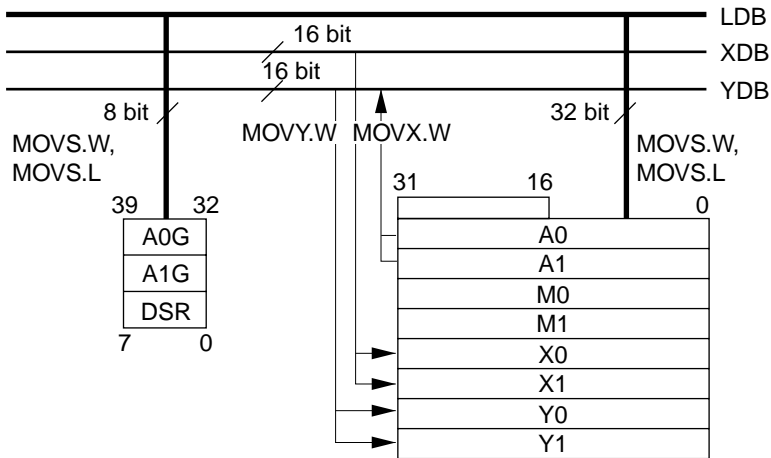 LDB
16 bit
XDB
16 bit
YDB
8 bit
MOVY.W MOVX.W
32 bit
MOVS.W,
MOVS.L
MOVS.W,
MOVS.L
39 32
31 16 0
A0G
A1G
DSR
7 0
A0
A1
M0
M1
X0
X1
Y0
Y1